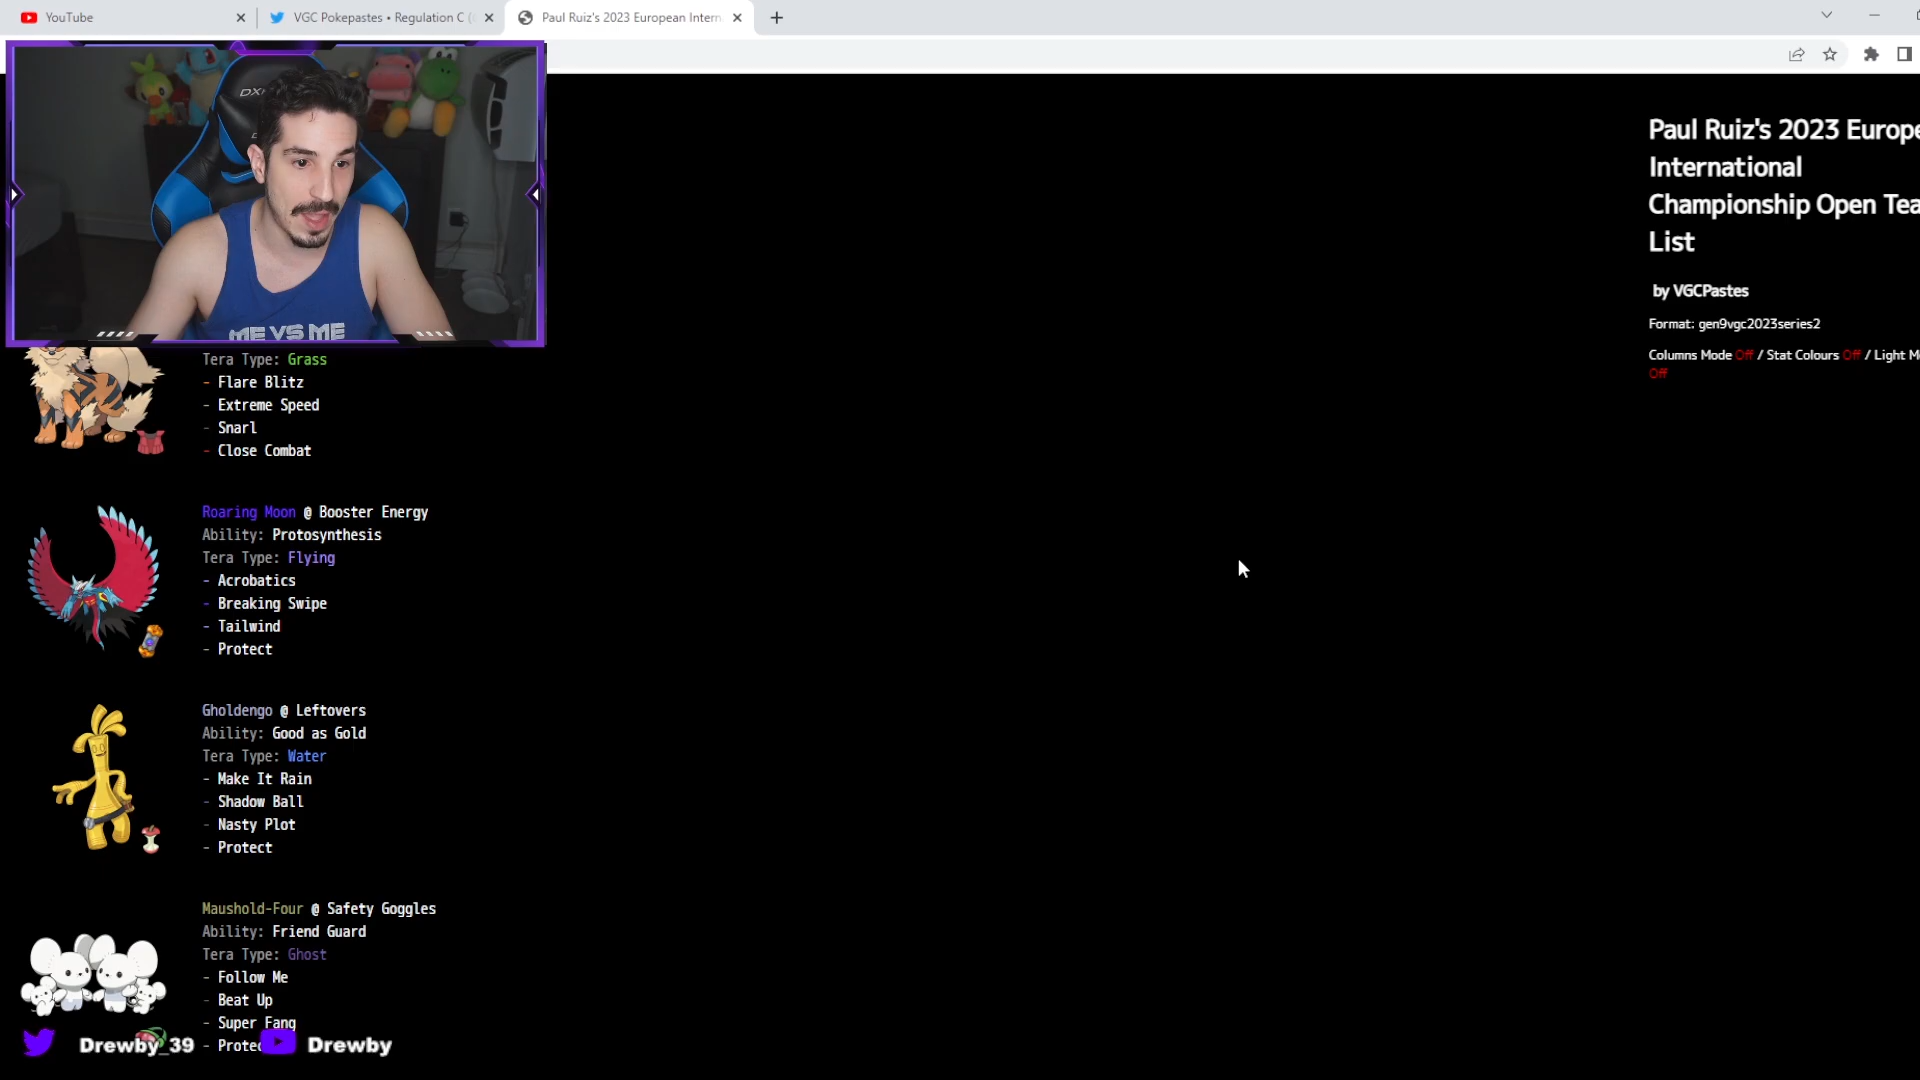 YouTube
VGC Pokepastes • Regulation C (
Paul Ruiz's 2023 European Intern
ME VS ME
Paul Ruiz's 2023 Europe
International
Championship Open Tea
List
by VGCPastes
Format: gen9vgc2023series2
Columns Mode Off / Stat Colours Off / Light M
Off
Tera Type: Grass
- Flare Blitz
- Extreme Speed
- Snarl
- Close Combat
Roaring Moon @ Booster Energy
Ability: Protosynthesis
Tera Type: Flying
- Acrobatics
- Breaking Swipe
- Tailwind
- Protect
Gholdengo @ Leftovers
Ability: Good as Gold
Tera Type: Water
- Make It Rain
- Shadow Ball
- Nasty Plot
- Protect
Maushold-Four @ Safety Goggles
Ability: Friend Guard
Tera Type: Ghost
- Follow Me
- Beat Up
- Super Fang
- Protec
Drewby_39
Drewby